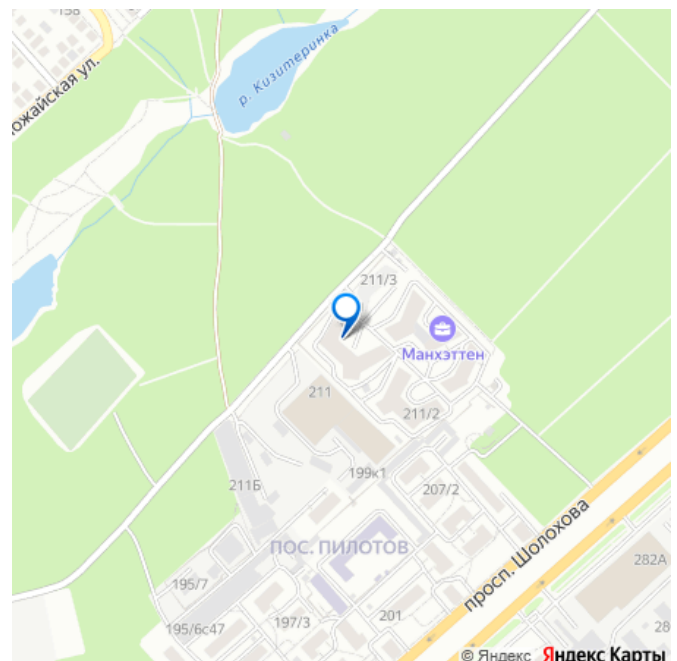 158
ожайская ул.
р. Кизитеринка
211/3
Манхэттен
211
211/2
199к1
207/2
211Б
ПОС. ПИЛОТОВ
просп. Шолохова
282А
195/7
201
197/3
195/6с47
28
© Яндекс Яндекс Карты